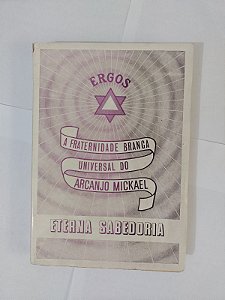 ERGOS
A FRATERNIDADE BRANCA
UNIVERSAL DO
ARCANJO MICKAEL
ETERNA SABEDORIA